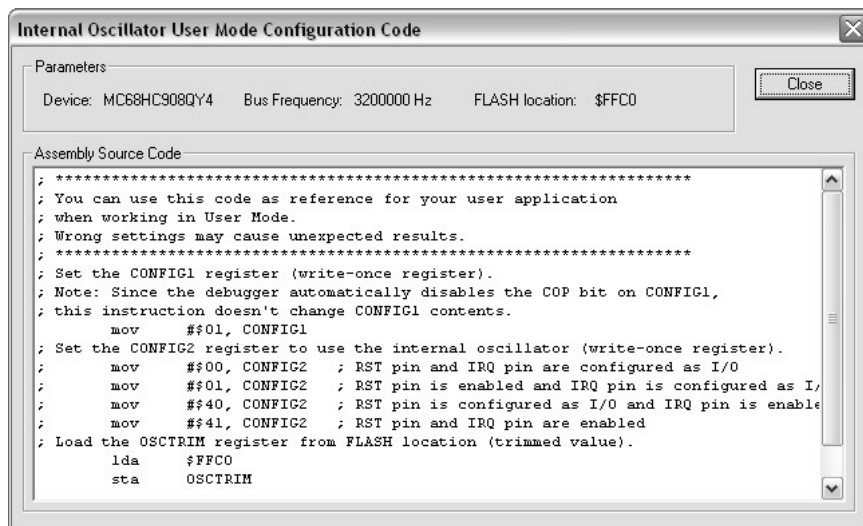 Internal Oscillator User Mode Configuration Code
Parameters
Device: MC68HC908QY4 Bus Frequency: 3200000 Hz FLASH location: $FFC0
Close
Assembly Source Code
; ********************************************************************
; You can use this code as reference for your user application
; when working in User Mode.
; Wrong settings may cause unexpected results.
; ********************************************************************
; Set the CONFIG1 register (write-once register).
; Note: Since the debugger automatically disables the COP bit on CONFIG1,
; this instruction doesn't change CONFIG1 contents.
mov #$01, CONFIG1
; Set the CONFIG2 register to use the internal oscillator (write-once register).
; mov #$00, CONFIG2 ; RST pin and IRQ pin are configured as I/O
; mov #$01, CONFIG2 ; RST pin is enabled and IRQ pin is configured as I/
; mov #$40, CONFIG2 ; RST pin is configured as I/O and IRQ pin is enable
; mov #$41, CONFIG2 ; RST pin and IRQ pin are enabled
; Load the OSCTRIM register from FLASH location (trimmed value).
lda $FFC0
sta OSCTRIM